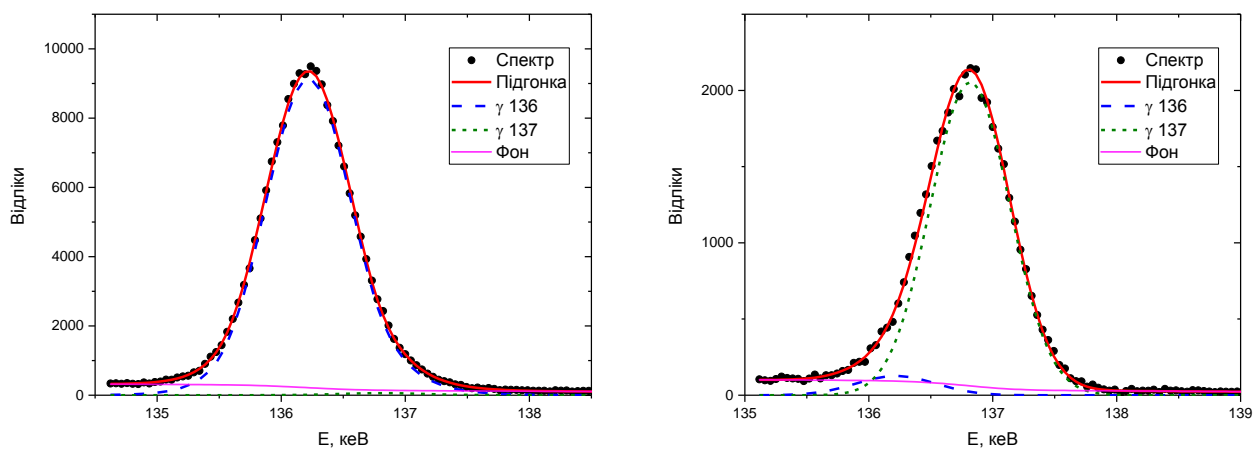 10000
8000
6000
4000
2000
0
Відліки
135
136
137
138
E, кеВ
Спектр
Підгонка
γ 136
γ 137
Фон
2000
1000
0
Відліки
135
136
137
138
139
E, кеВ
Спектр
Підгонка
γ 136
γ 137
Фон